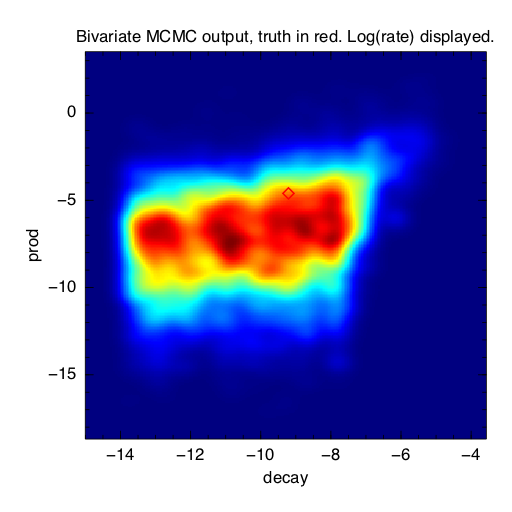 Bivariate MCMC output, truth in red. Log(rate) displayed.
0
−5
−10
−15
prod
−14 −12 −10 −8 −6 −4
decay